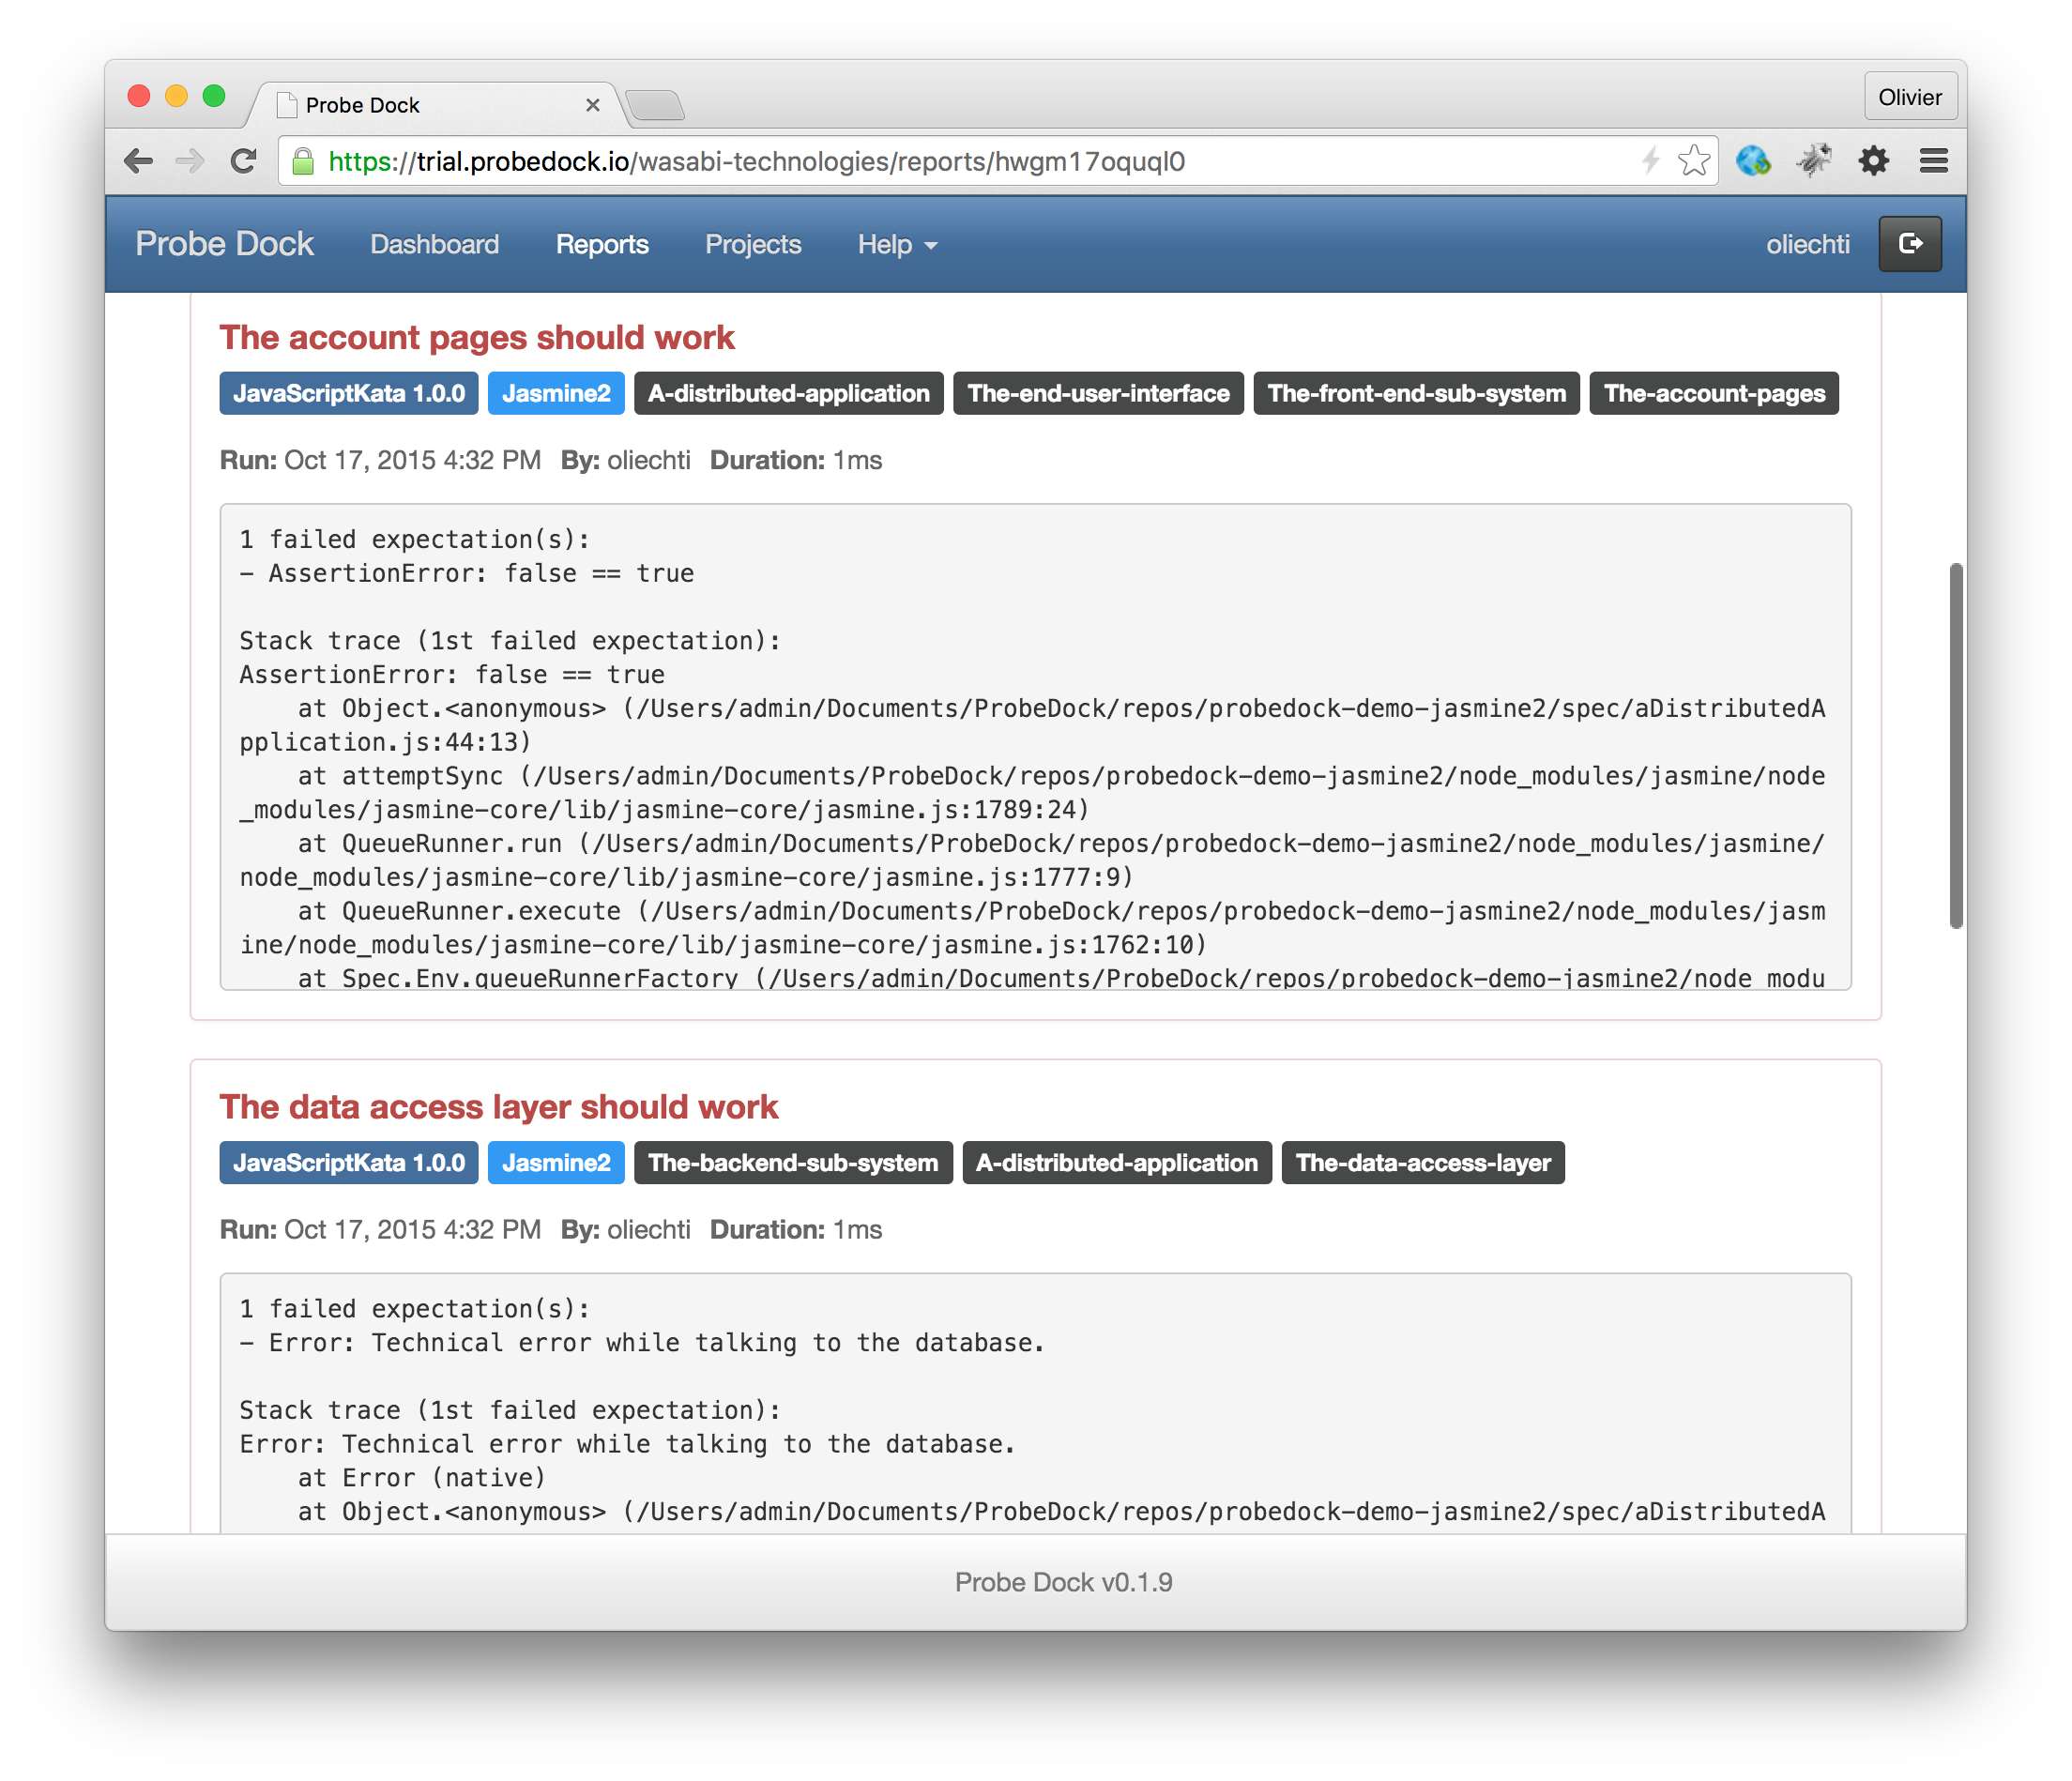 Probe Dock
Olivier
https://trial.probedock.io/wasabi-technologies/reports/hwgm17oquql0
Probe Dock Dashboard Reports Projects Help oliechti
The account pages should work
JavaScriptKata 1.0.0 Jasmine2 A-distributed-application The-end-user-interface The-front-end-sub-system The-account-pages
Run: Oct 17, 2015 4:32 PM By: oliechti Duration: 1ms
1 failed expectation(s):
- AssertionError: false == true
Stack trace (1st failed expectation):
AssertionError: false == true
at Object.<anonymous> (/Users/admin/Documents/ProbeDock/repos/probedock-demo-jasmine2/spec/aDistributedA
pplication.js:44:13)
at attemptSync (/Users/admin/Documents/ProbeDock/repos/probedock-demo-jasmine2/node_modules/jasmine/node
_modules/jasmine-core/lib/jasmine-core/jasmine.js:1789:24)
at QueueRunner.run (/Users/admin/Documents/ProbeDock/repos/probedock-demo-jasmine2/node_modules/jasmine/
node_modules/jasmine-core/lib/jasmine-core/jasmine.js:1777:9)
at QueueRunner.execute (/Users/admin/Documents/ProbeDock/repos/probedock-demo-jasmine2/node_modules/jasm
ine/node_modules/jasmine-core/lib/jasmine-core/jasmine.js:1762:10)
at Spec.Env.queueRunnerFactory (/Users/admin/Documents/ProbeDock/repos/probedock-demo-jasmine2/node_modu
The data access layer should work
JavaScriptKata 1.0.0 Jasmine2 The-backend-sub-system A-distributed-application The-data-access-layer
Run: Oct 17, 2015 4:32 PM By: oliechti Duration: 1ms
1 failed expectation(s):
- Error: Technical error while talking to the database.
Stack trace (1st failed expectation):
Error: Technical error while talking to the database.
at Error (native)
at Object.<anonymous> (/Users/admin/Documents/ProbeDock/repos/probedock-demo-jasmine2/spec/aDistributedA
Probe Dock v0.1.9